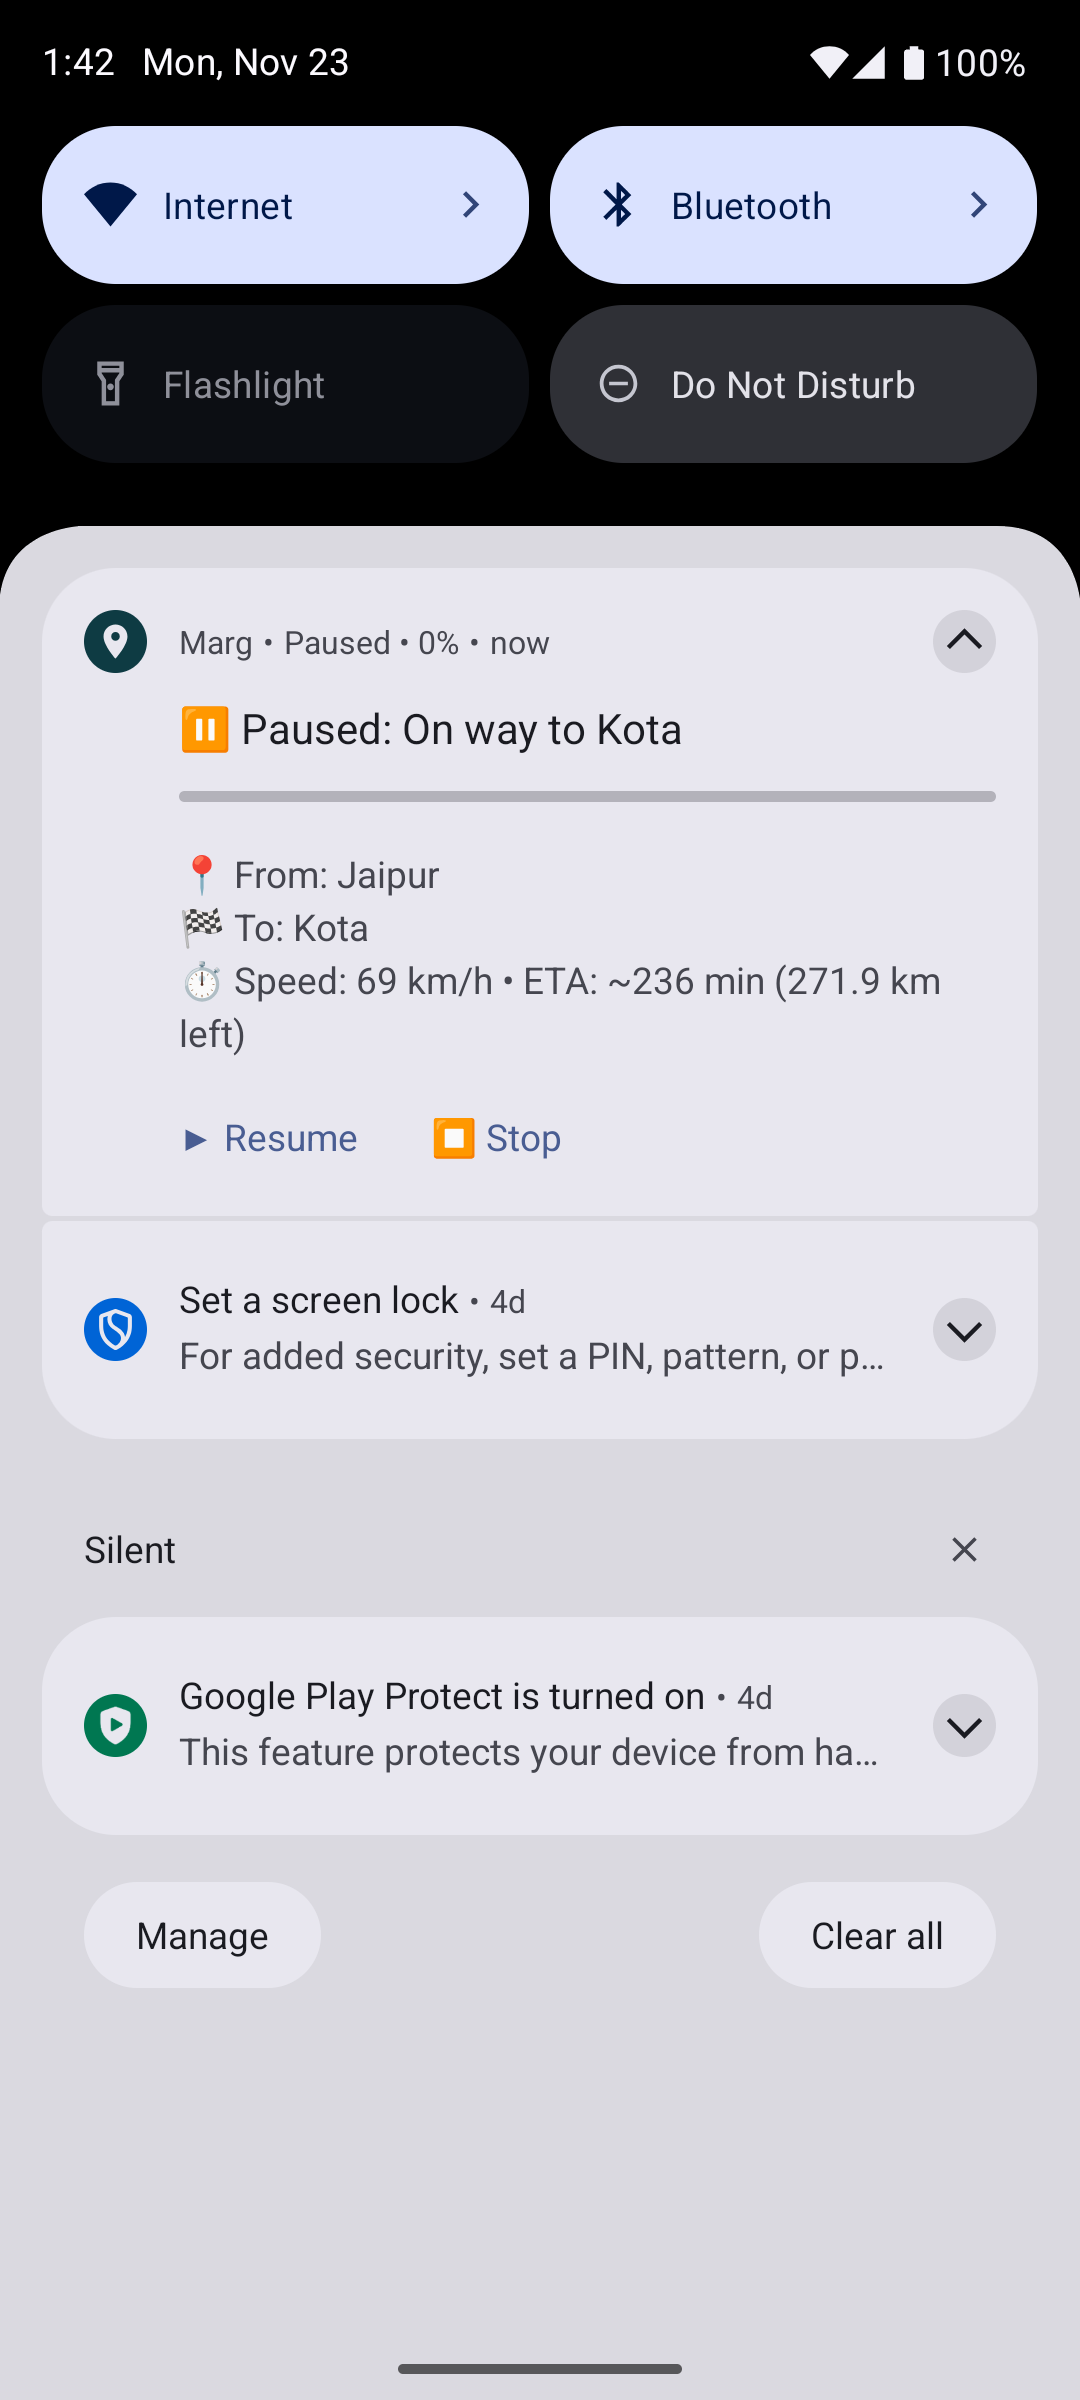 1:42 Mon, Nov 23 100%
Internet
Bluetooth
Flashlight
Do Not Disturb
Marg • Paused • 0% • now
⏸️ Paused: On way to Kota
📍 From: Jaipur
🏁 To: Kota
⏱️ Speed: 69 km/h • ETA: ~236 min (271.9 km
left)
► Resume ⏹️ Stop
Set a screen lock • 4d
For added security, set a PIN, pattern, or p…
Silent
Google Play Protect is turned on • 4d
This feature protects your device from ha…
Manage
Clear all